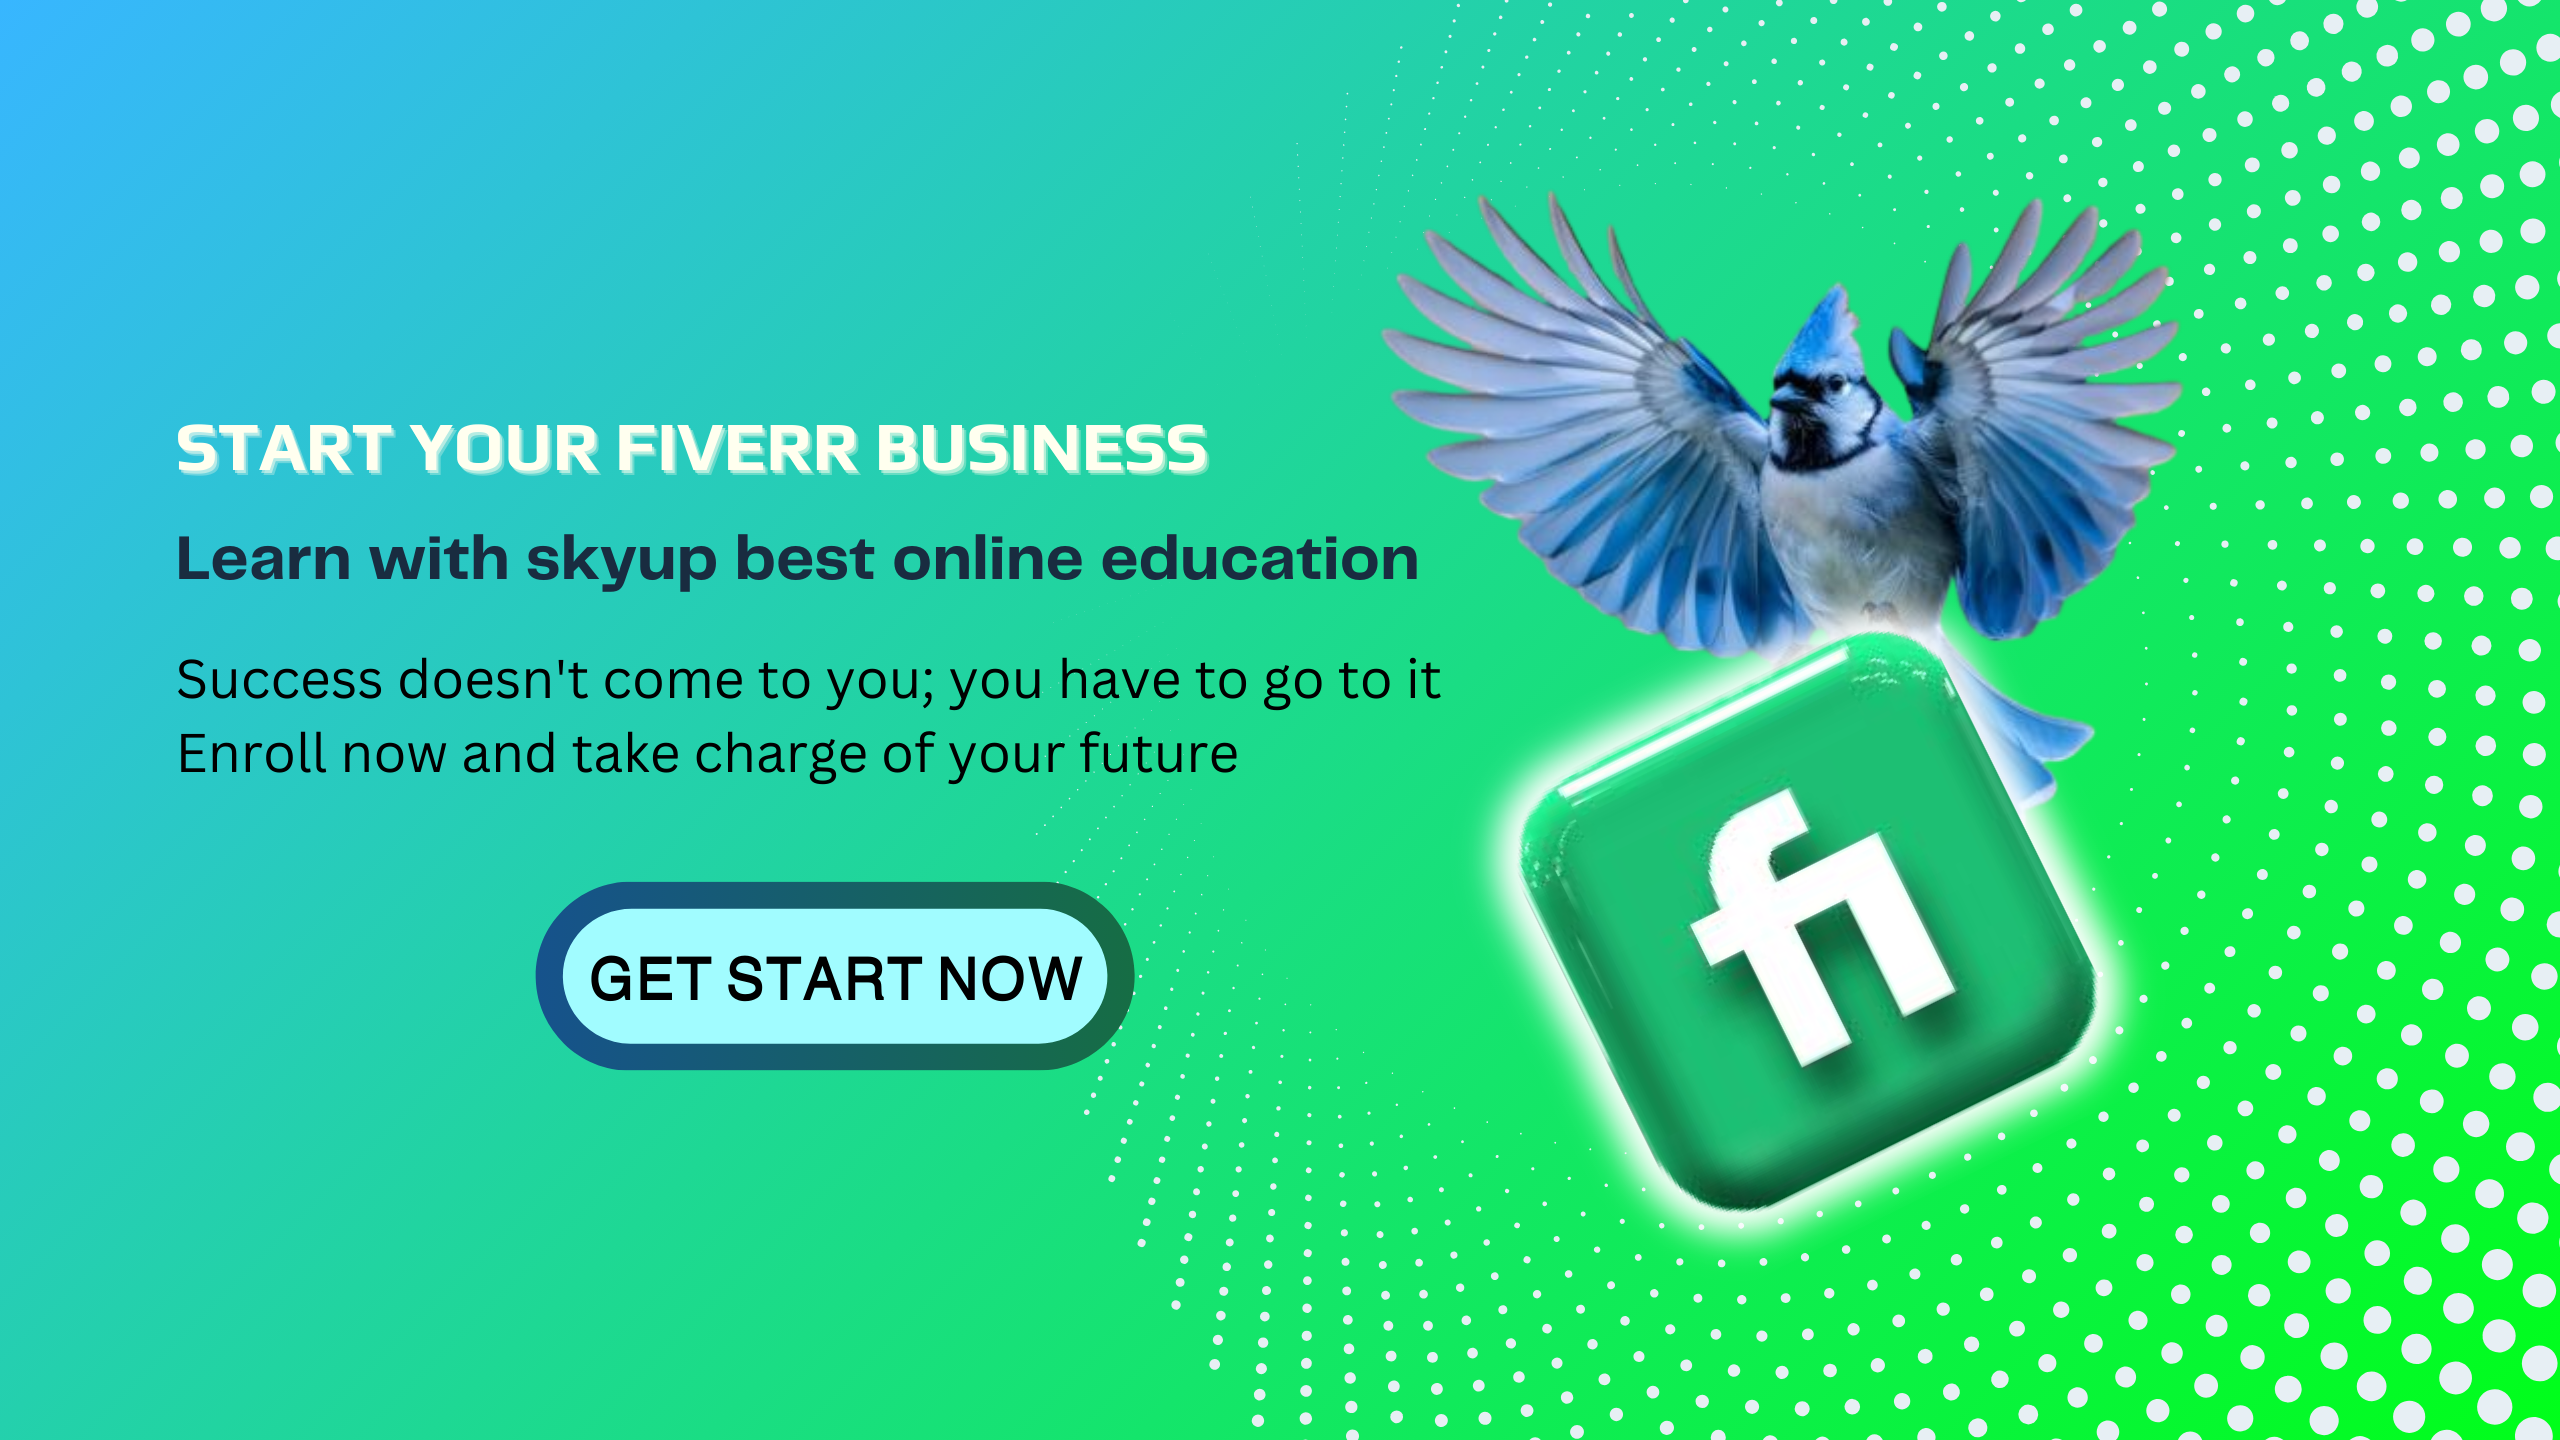 START YOUR FIVERR BUSINESS
Learn with skyup best online education
Success doesn't come to you; you have to go to it
Enroll now and take charge of your future
GET START NOW
fi